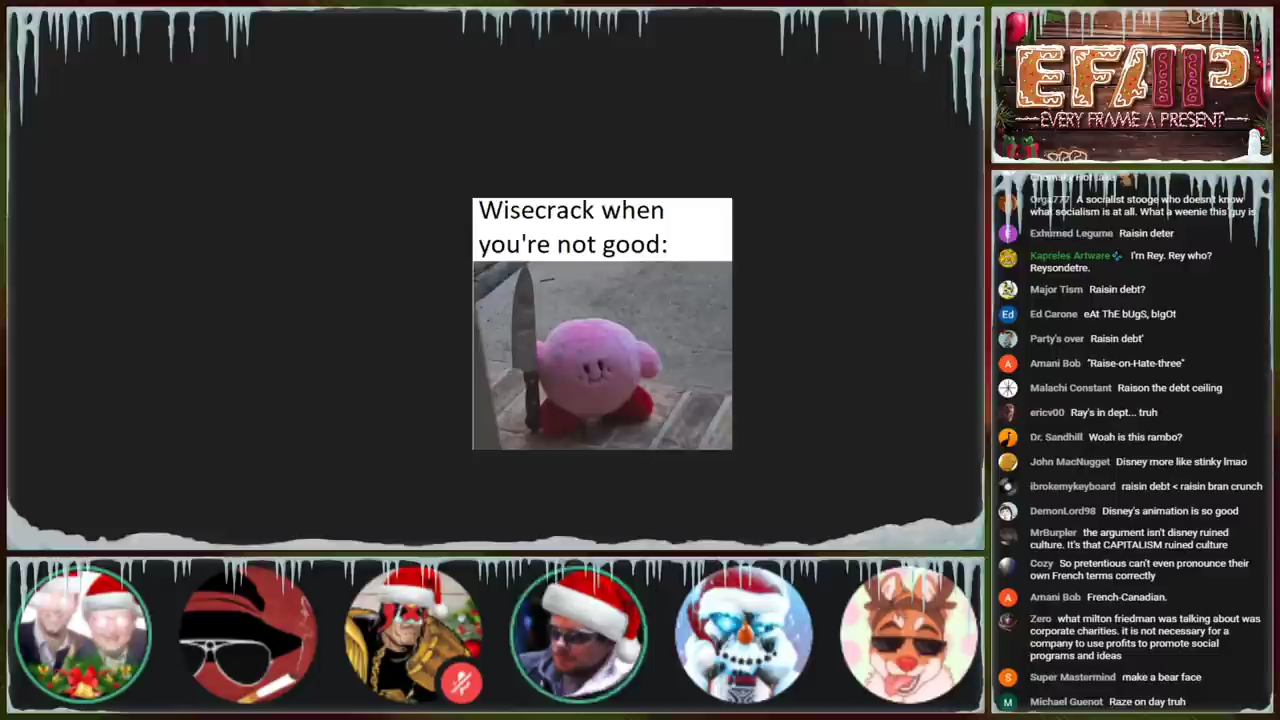 Wisecrack when
you're not good:
EFAP
EVERY FRAME A PRESENT
Orga777 A socialist stooge who doesn't know
what socialism is at all. What a weenie this guy is
Exhumed Legume Raisin deter
Kapreles Artware I'm Rey. Rey who?
Reysondetre.
Major Tism Raisin debt?
Ed Ed Carone eAt ThE bUgS, bIgOt
Party's over Raisin debt'
A Amani Bob "Raise-on-Hate-three"
Malachi Constant Raison the debt ceiling
ericv00 Ray's in dept... truh
Dr. Sandhill Woah is this rambo?
John MacNugget Disney more like stinky lmao
ibrokemykeyboard raisin debt < raisin bran crunch
DemonLord98 Disney's animation is so good
MrBurpler the argument isn't disney ruined
culture. It's that CAPITALISM ruined culture
Cozy So pretentious can't even pronounce their
own French terms correctly
A Amani Bob French-Canadian.
Zero what milton friedman was talking about was
corporate charities. it is not necessary for a
company to use profits to promote social
programs and ideas
S Super Mastermind make a bear face
M Michael Guenot Raze on day truh